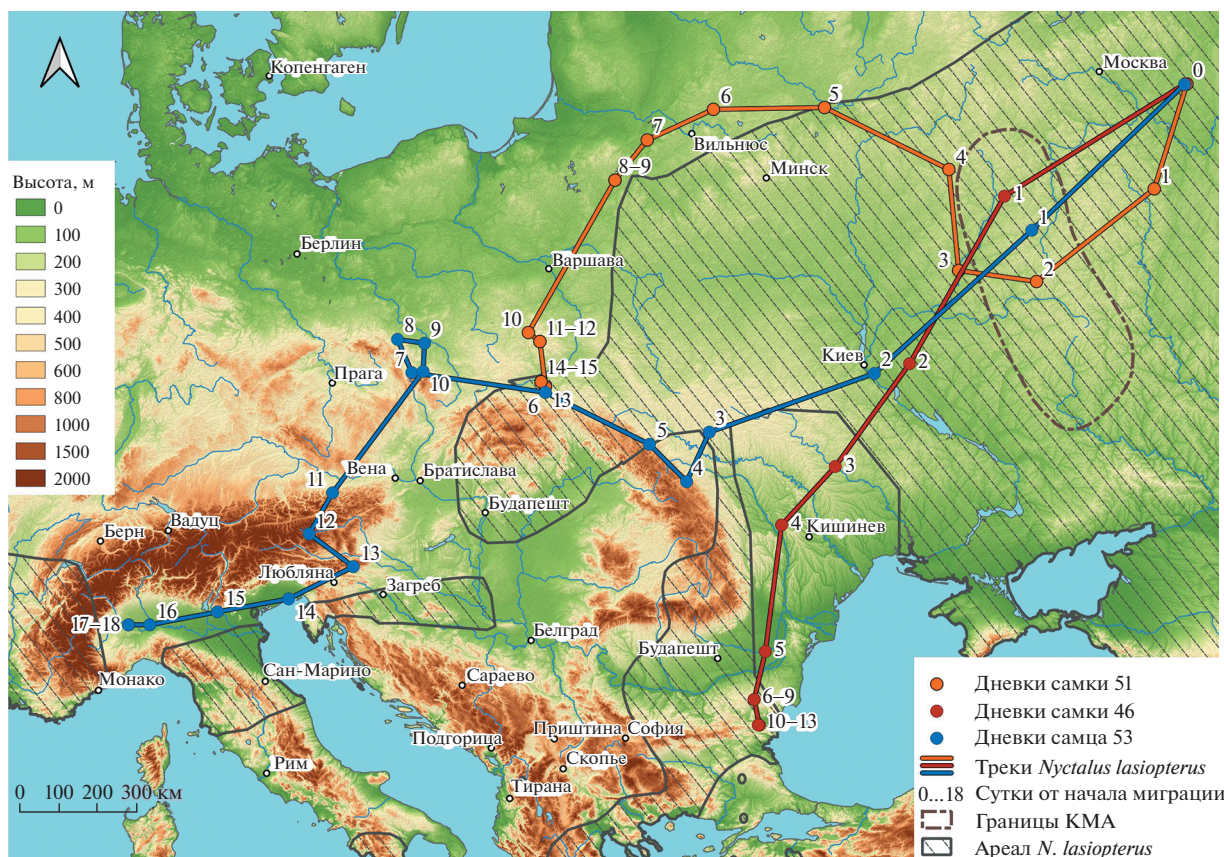 Копенгаген
Москва
0
5
6
7
Вильнюс
8–9
Минск
4
1
1
1
Высота, м
0
100
200
300
400
500
600
800
1000
1500
2000
Берлин
Варшава
3
2
10
11–12
8
9
7
10
14–15
Киев
2
2
Прага
6
13
3
5
4
3
Вена
Братислава
11
Будапешт
4
Кишинев
12
Берн
Вадуц
13
Любляна
Загреб
17–18
16
15
14
Белград
Будапешт
5
Монако
Сан-Марино
Сараево
6–9
10–13
Подгорица
Приштина
София
Скопье
Рим
Тирана
0 100 200 300 км
Дневки самки 51
Дневки самки 46
Дневки самца 53
Треки Nyctalus lasiopterus
0...18 Сутки от начала миграции
Границы КМА
Ареал N. lasiopterus